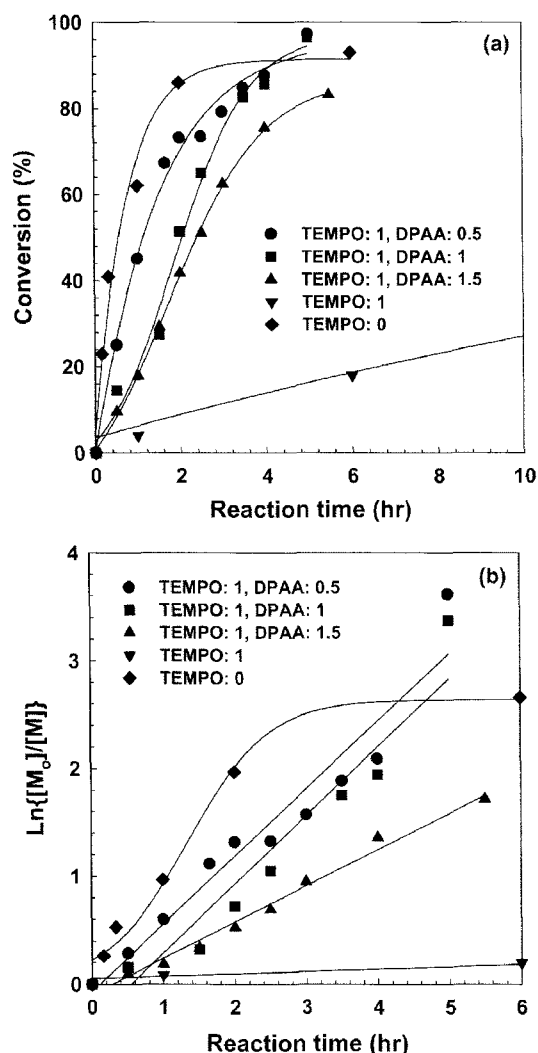 100
80
60
40
20
0
Conversion (%)
(a)
TEMPO: 1, DPAA: 0.5
TEMPO: 1, DPAA: 1
TEMPO: 1, DPAA: 1.5
TEMPO: 1
TEMPO: 0
0 2 4 6 8 10
Reaction time (hr)
4
3
2
1
0
Ln{[M₀]/[M]}
(b)
TEMPO: 1, DPAA: 0.5
TEMPO: 1, DPAA: 1
TEMPO: 1, DPAA: 1.5
TEMPO: 1
TEMPO: 0
0 1 2 3 4 5 6
Reaction time (hr)